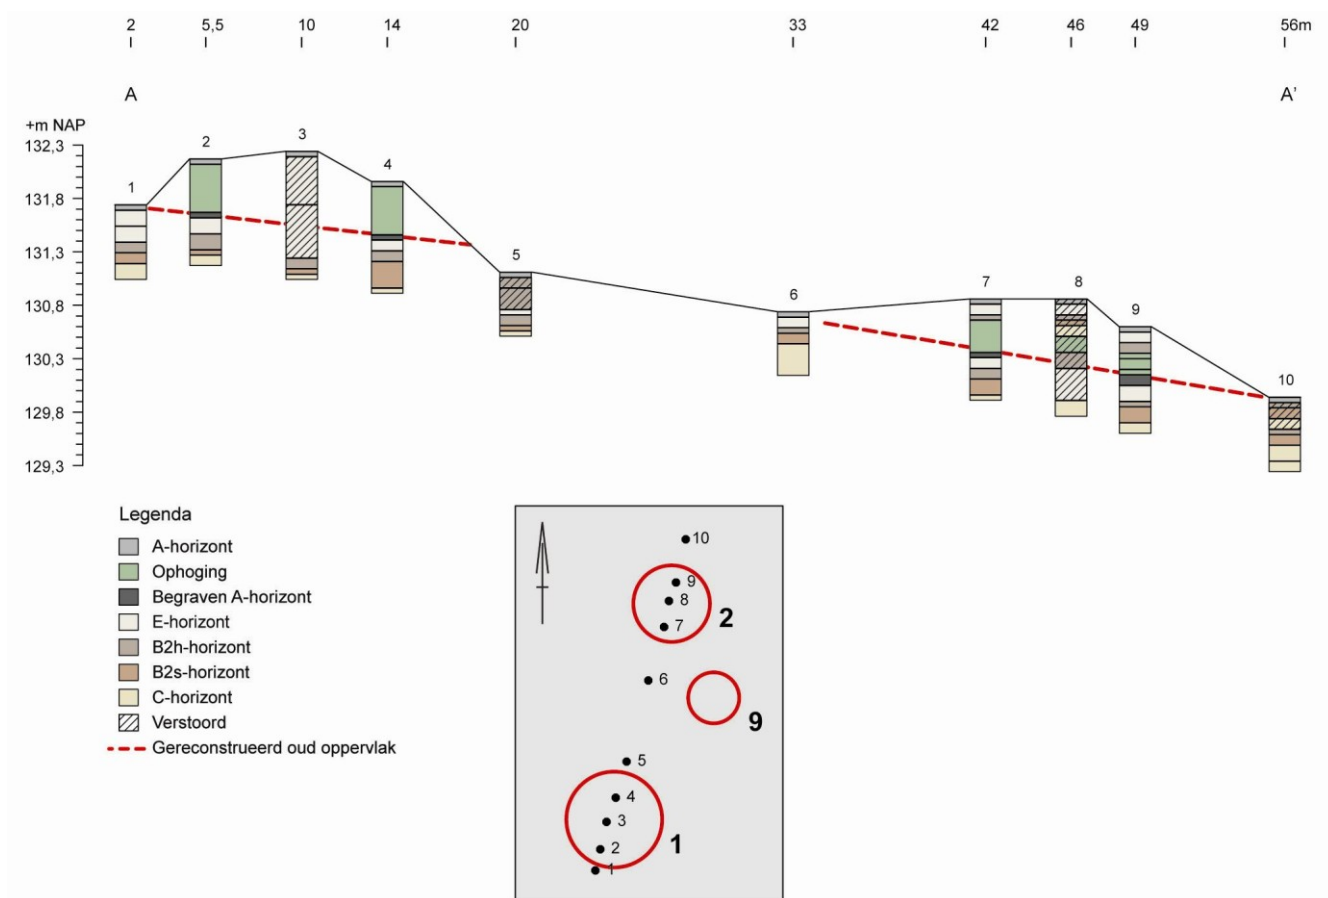 2 5,5 10 14 20 33 42 46 49 56m
A A'
+m NAP
132,3
131,8
131,3
130,8
130,3
129,8
129,3
1 2 3 4 5 6 7 8 9 10
Legenda
A-horizont
Ophoging
Begraven A-horizont
E-horizont
B2h-horizont
B2s-horizont
C-horizont
Verstoord
Gereconstrueerd oud oppervlak
10
9
8
2
7
6
9
5
4
3
1
2
1